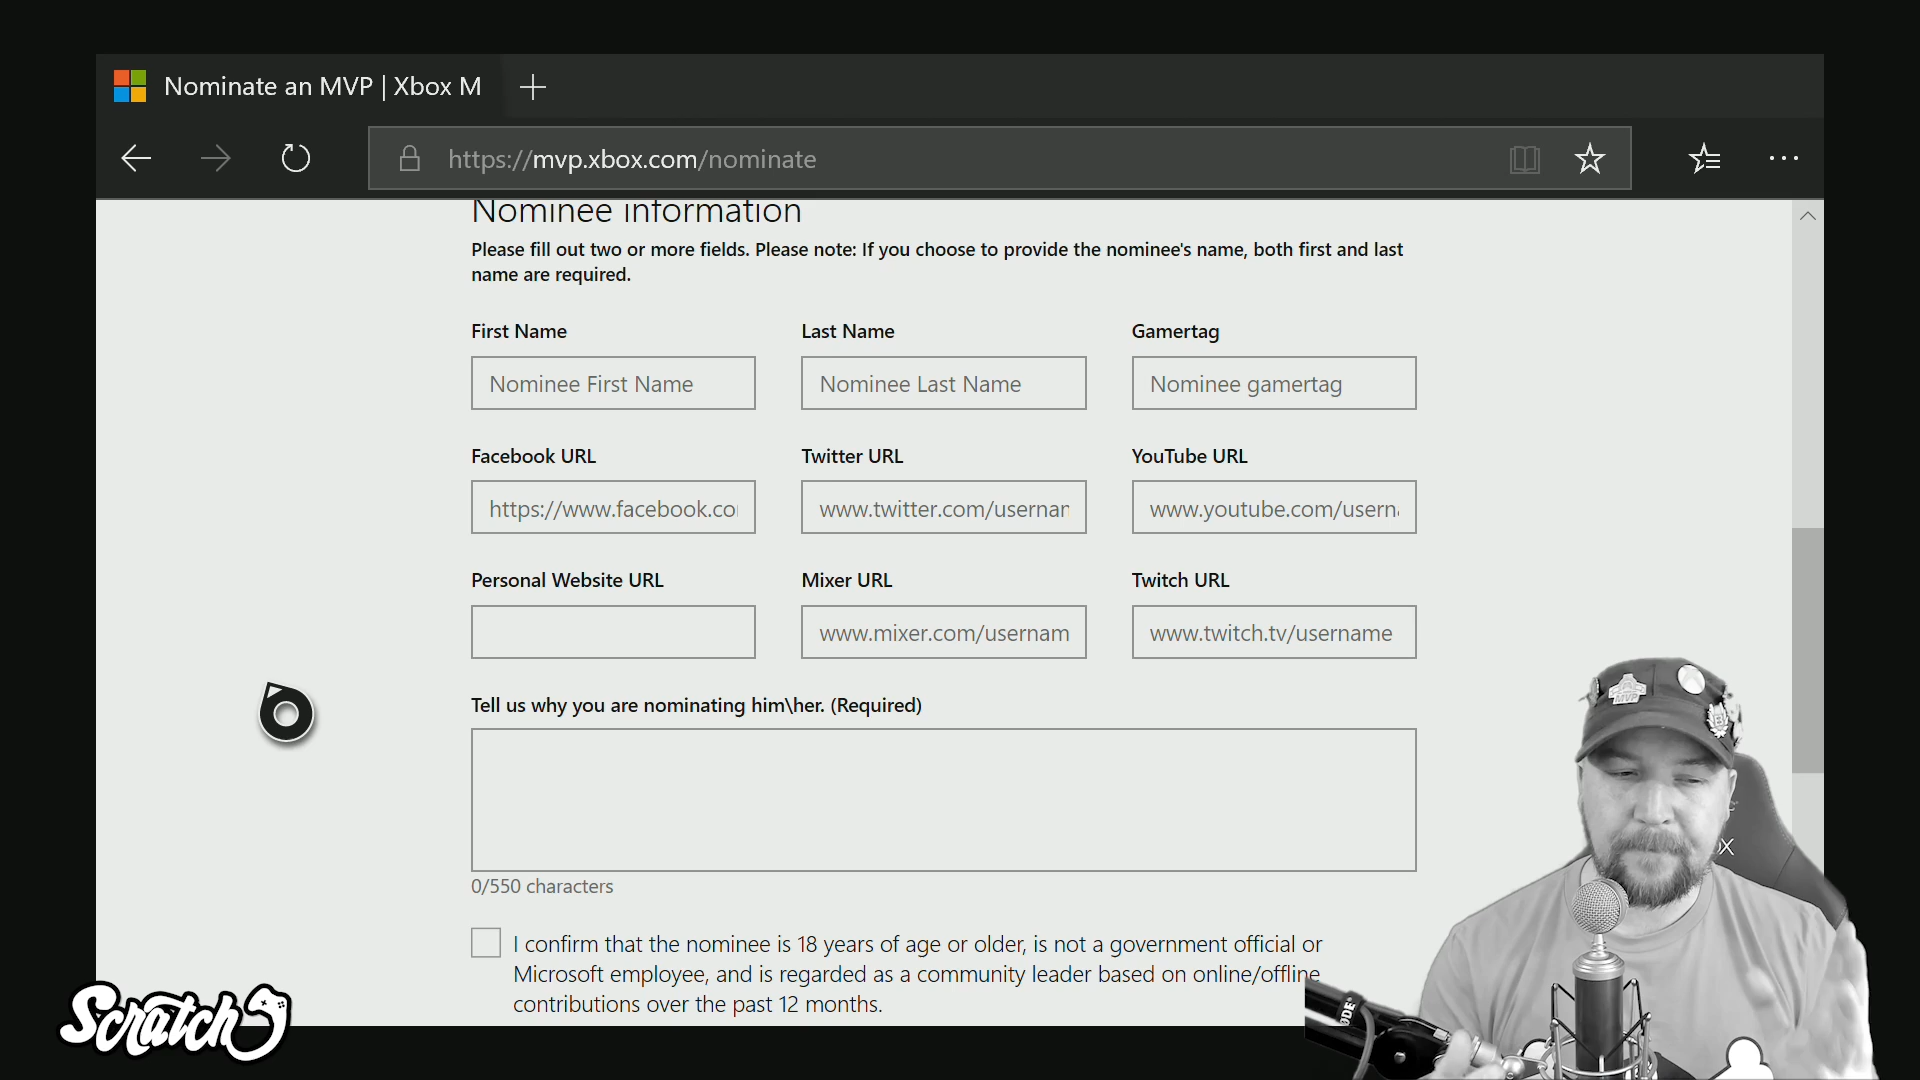 Nominate an MVP | Xbox M
https://mvp.xbox.com/nominate
Nominee information
Please fill out two or more fields. Please note: If you choose to provide the nominee's name, both first and last
name are required.
First Name Last Name Gamertag
Nominee First Name Nominee Last Name Nominee gamertag
Facebook URL Twitter URL YouTube URL
https://www.facebook.co www.twitter.com/usernam www.youtube.com/usern
Personal Website URL Mixer URL Twitch URL
www.mixer.com/usernam www.twitch.tv/username
Tell us why you are nominating him\her. (Required)
0/550 characters
I confirm that the nominee is 18 years of age or older, is not a government official or
Microsoft employee, and is regarded as a community leader based on online/offline
contributions over the past 12 months.
Scratch
MVP